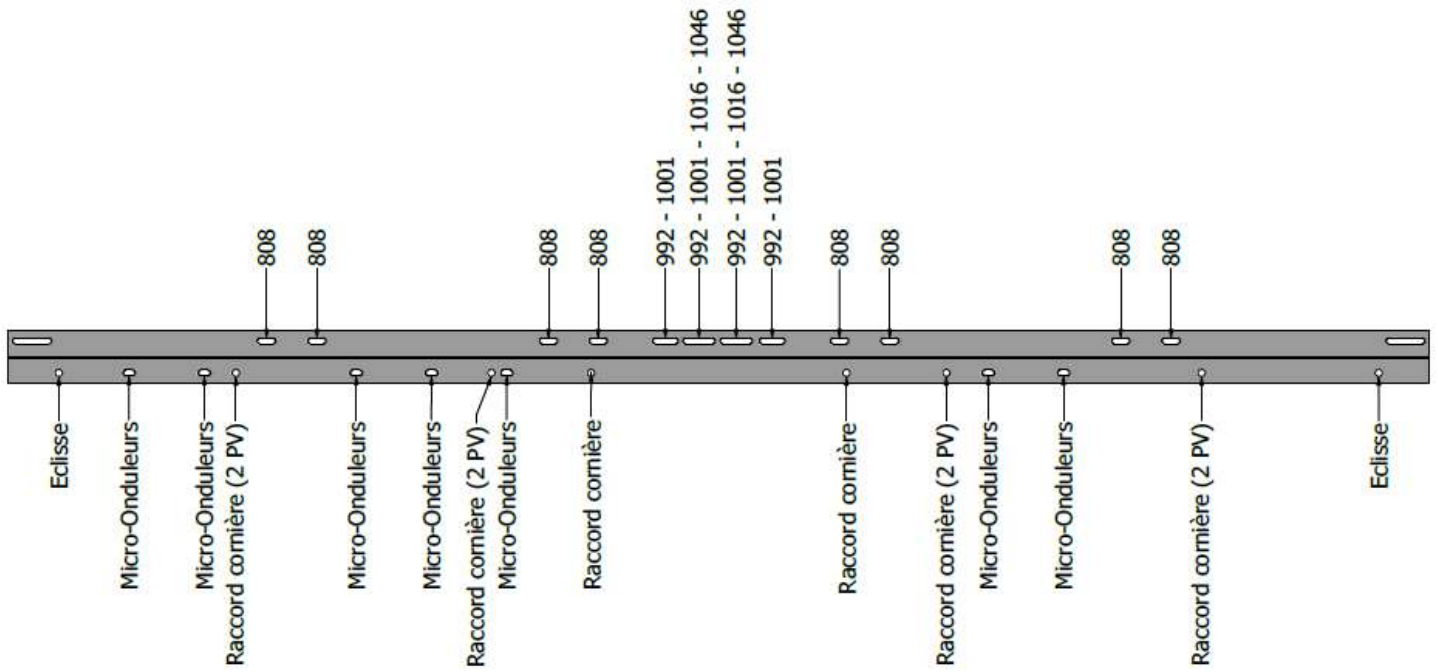 808
808
808
808
992 - 1001
992 - 1001 - 1016 - 1046
992 - 1001 - 1016 - 1046
992 - 1001
808
808
808
808
Eclisse
Micro-Onduleurs
Micro-Onduleurs
Raccord cornière (2 PV)
Micro-Onduleurs
Micro-Onduleurs
Raccord cornière (2 PV)
Micro-Onduleurs
Raccord cornière
Raccord cornière
Raccord cornière (2 PV)
Micro-Onduleurs
Micro-Onduleurs
Raccord cornière (2 PV)
Eclisse